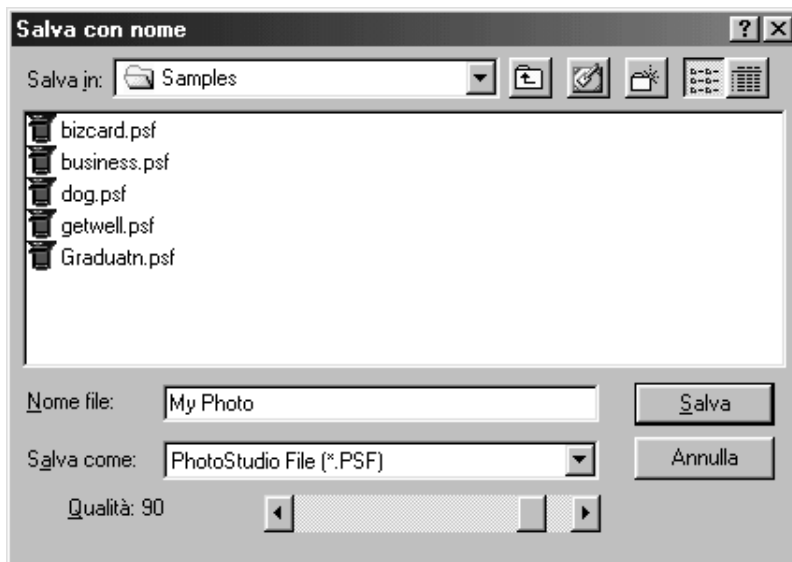 Salva con nome
Salva in: Samples
bizcard.psf
business.psf
dog.psf
getwell.psf
Graduatn.psf
Nome file: My Photo Salva
Salva come: PhotoStudio File (*.PSF) Annulla
Qualità: 90